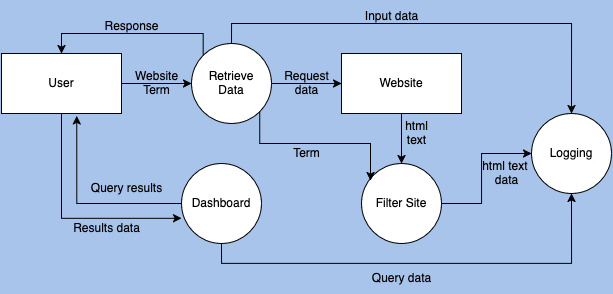 Response
Input data
User
Website
Term
Retrieve
Data
Request
data
Website
html
text
Term
Logging
html text
data
Query results
Dashboard
Filter Site
Results data
Query data